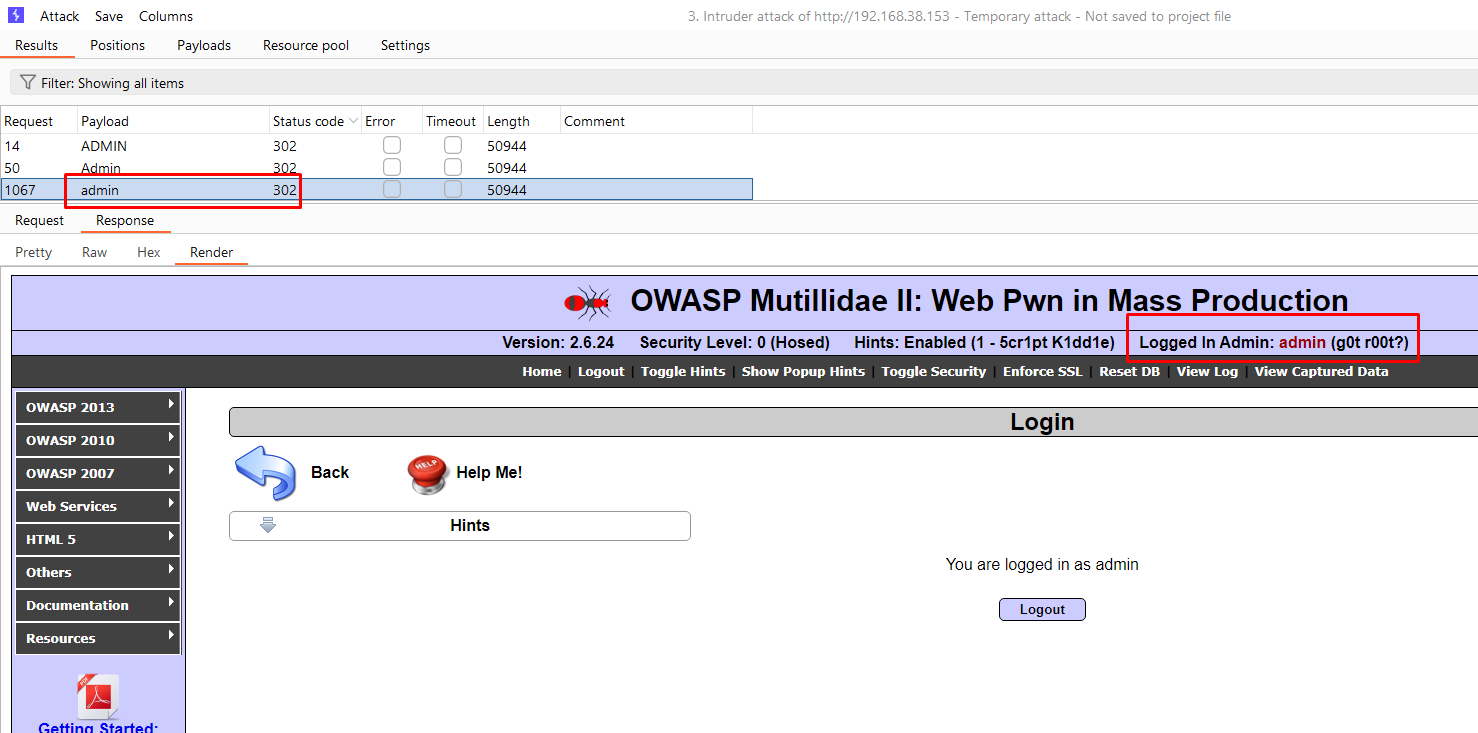 Attack Save Columns 3. Intruder attack of http://192.168.38.153 - Temporary attack - Not saved to project file
Results Positions Payloads Resource pool Settings
Filter: Showing all items
Request Payload Status code Error Timeout Length Comment
14 ADMIN 302 50944
50 Admin 302 50944
1067 admin 302 50944
Request Response
Pretty Raw Hex Render
OWASP Mutillidae II: Web Pwn in Mass Production
Version: 2.6.24 Security Level: 0 (Hosed) Hints: Enabled (1 - 5cr1pt K1dd1e) Logged In Admin: admin (g0t r00t?)
Home | Logout | Toggle Hints | Show Popup Hints | Toggle Security | Enforce SSL | Reset DB | View Log | View Captured Data
OWASP 2013
OWASP 2010
OWASP 2007
Web Services
HTML 5
Others
Documentation
Resources
PDF
Getting Started:
Login
Back HELP Help Me!
Hints
You are logged in as admin
Logout